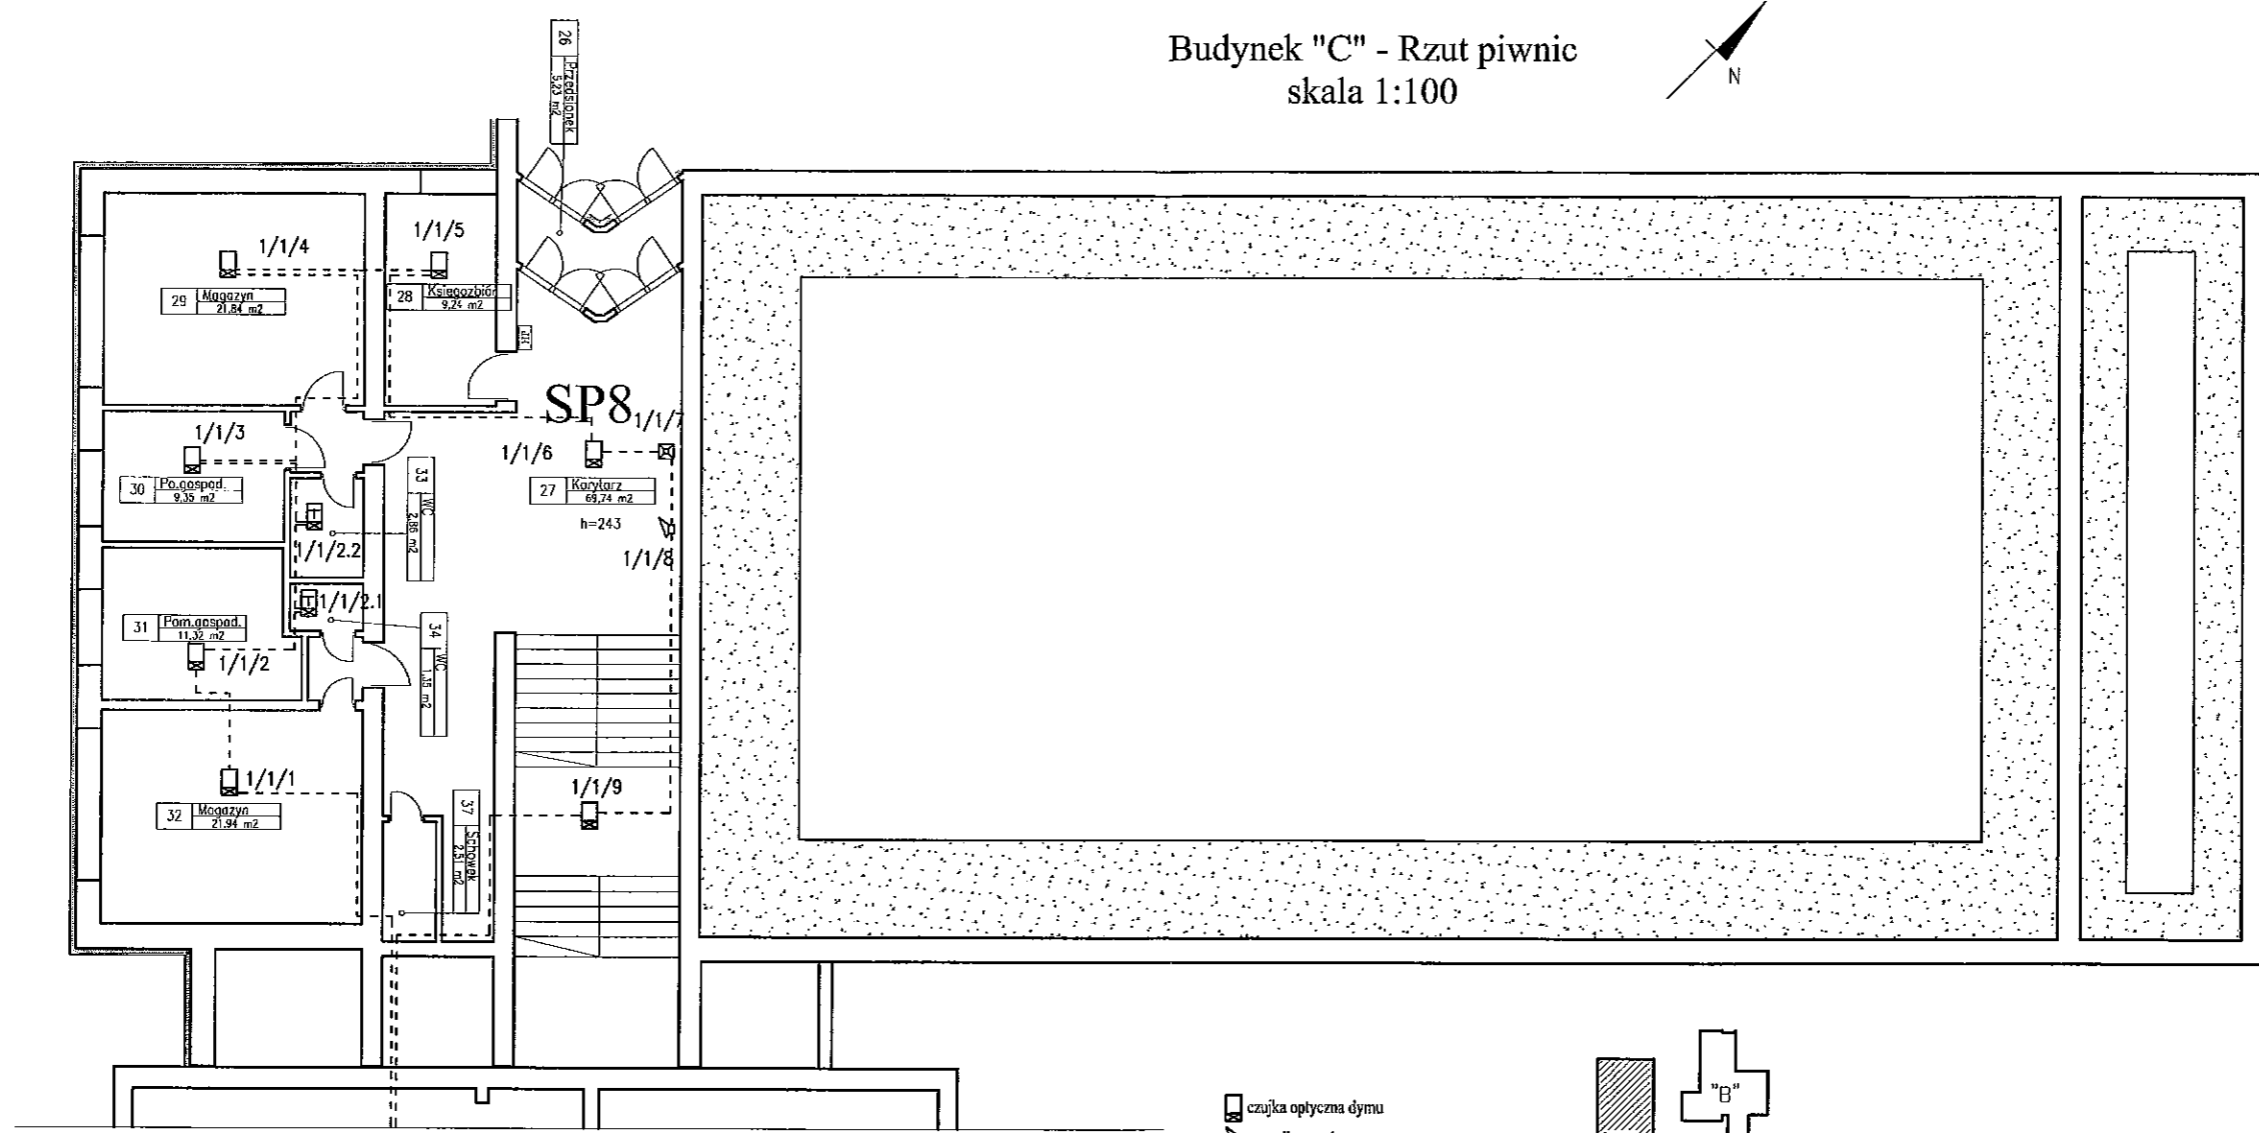 Budynek "C" - Rzut piwnic
skala 1:100
N
26
Przedsionek
5,23 m2
1/1/4
1/1/5
29
Magazyn
21,84 m2
28
Księgozbiór
9,24 m2
SP8
1/1/7
1/1/3
1/1/6
30
Po.gospod.
9,35 m2
27
Korytarz
69,74 m2
h=243
33
WC
2,86 m2
1/1/2.2
1/1/8
1/1/2.1
31
Pom.gospod.
11,32 m2
1/1/2
34
WC
1,35 m2
1/1/1
1/1/9
32
Magazyn
21,94 m2
37
Schowek
2,51 m2
czujka optyczna dymu
"B"